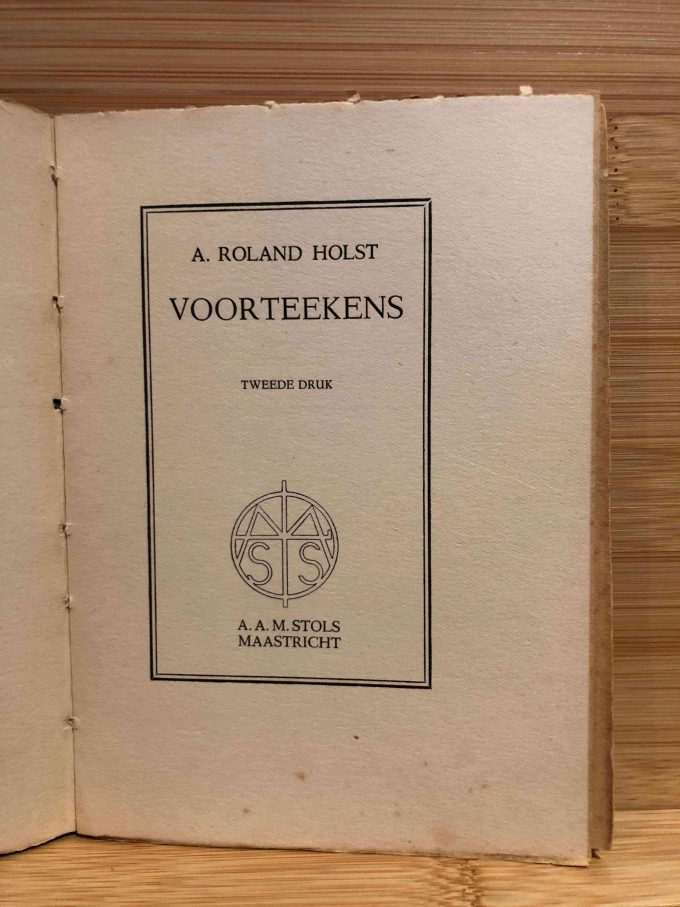 A. ROLAND HOLST
VOORTEEKENS
TWEEDE DRUK
A. A. M. STOLS
MAASTRICHT